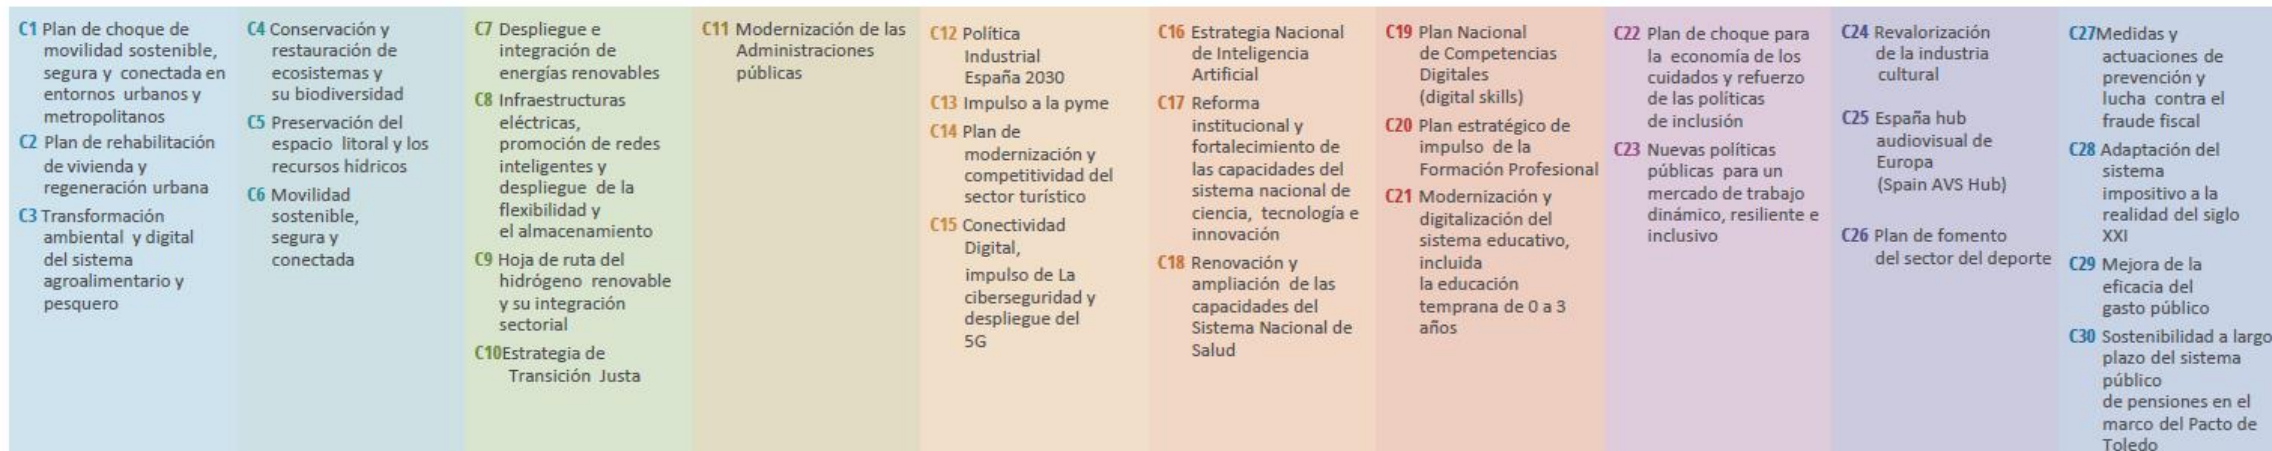 C1 Plan de choque de
movilidad sostenible,
segura y conectada en
entornos urbanos y
metropolitanos
C2 Plan de rehabilitación
de vivienda y
regeneración urbana
C3 Transformación
ambiental y digital
del sistema
agroalimentario y
pesquero
C4 Conservación y
restauración de
ecosistemas y
su biodiversidad
C5 Preservación del
espacio litoral y los
recursos hídricos
C6 Movilidad
sostenible,
segura y
conectada
C7 Despliegue e
integración de
energías renovables
C8 Infraestructuras
eléctricas,
promoción de redes
inteligentes y
despliegue de la
flexibilidad y
el almacenamiento
C9 Hoja de ruta del
hidrógeno renovable
y su integración
sectorial
C10Estrategia de
Transición Justa
C11 Modernización de las
Administraciones
públicas
C12 Política
Industrial
España 2030
C13 Impulso a la pyme
C14 Plan de
modernización y
competitividad del
sector turístico
C15 Conectividad
Digital,
impulso de La
ciberseguridad y
despliegue del
5G
C16 Estrategia Nacional
de Inteligencia
Artificial
C17 Reforma
institucional y
fortalecimiento de
las capacidades del
sistema nacional de
ciencia, tecnología e
innovación
C18 Renovación y
ampliación de las
capacidades del
Sistema Nacional de
Salud
C19 Plan Nacional
de Competencias
Digitales
(digital skills)
C20 Plan estratégico de
impulso de la
Formación Profesional
C21 Modernización y
digitalización del
sistema educativo,
incluida
la educación
temprana de 0 a 3
años
C22 Plan de choque para
la economía de los
cuidados y refuerzo
de las políticas
de inclusión
C23 Nuevas políticas
públicas para un
mercado de trabajo
dinámico, resiliente e
inclusivo
C24 Revalorización
de la industria
cultural
C25 España hub
audiovisual de
Europa
(Spain AVS Hub)
C26 Plan de fomento
del sector del deporte
C27Medidas y
actuaciones de
prevención y
lucha contra el
fraude fiscal
C28 Adaptación del
sistema
impositivo a la
realidad del siglo
XXI
C29 Mejora de la
eficacia del
gasto público
C30 Sostenibilidad a largo
plazo del sistema
público
de pensiones en el
marco del Pacto de
Toledo